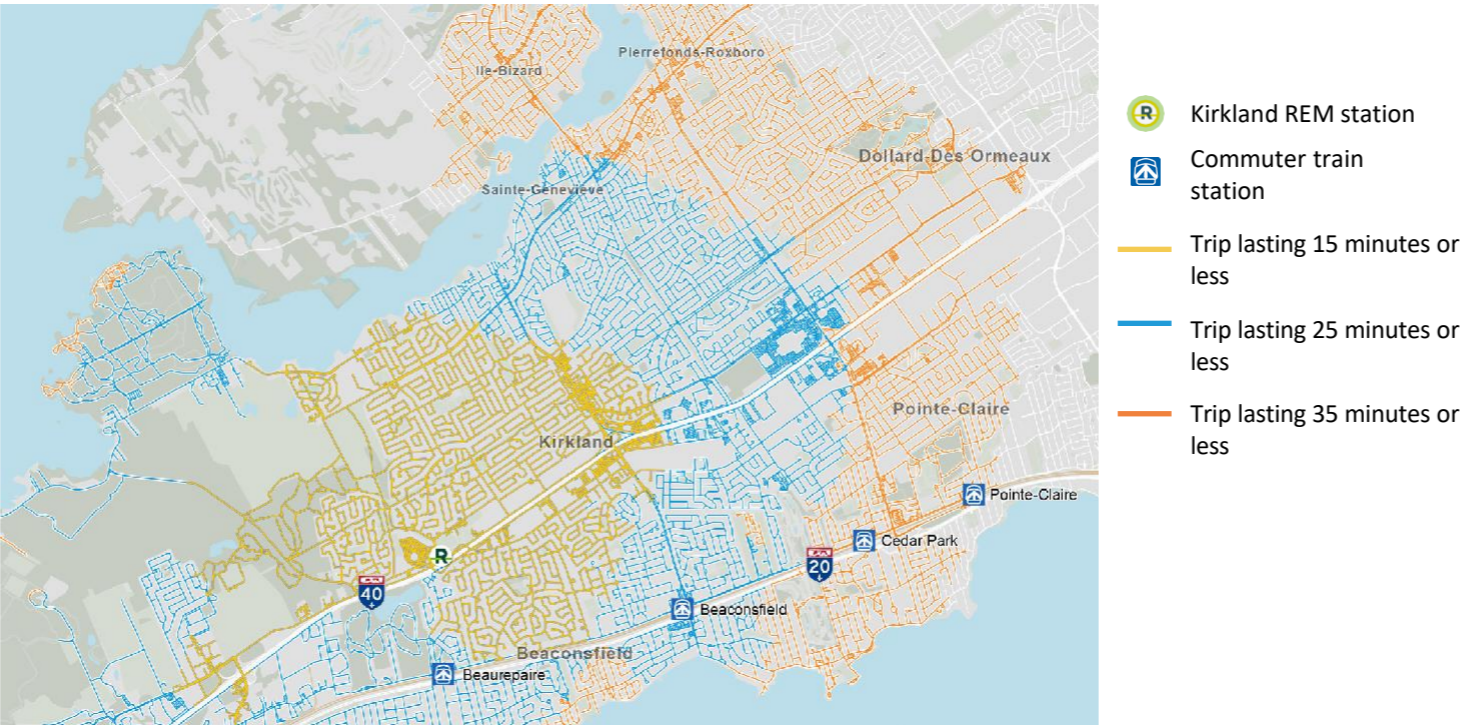 Pierrefonds-Roxboro
Ile-Bizard
Dollard-Des Ormeaux
Sainte-Geneviève
Kirkland
Pointe-Claire
Pointe-Claire
Cedar Park
R
40
20
Beaconsfield
Beaconsfield
Beaurepaire
R
Kirkland REM station
Commuter train
station
Trip lasting 15 minutes or
less
Trip lasting 25 minutes or
less
Trip lasting 35 minutes or
less